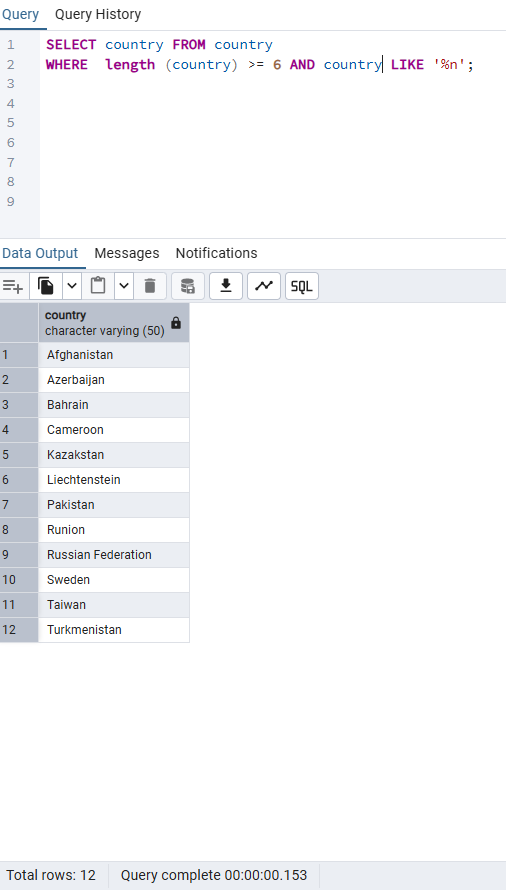 Query Query History
1 SELECT country FROM country
2 WHERE  length (country) >= 6 AND country LIKE '%n';
3
4
5
6
7
8
9
Data Output Messages Notifications
SQL
country
character varying (50)
1 Afghanistan
2 Azerbaijan
3 Bahrain
4 Cameroon
5 Kazakstan
6 Liechtenstein
7 Pakistan
8 Runion
9 Russian Federation
10 Sweden
11 Taiwan
12 Turkmenistan
Total rows: 12 Query complete 00:00:00.153